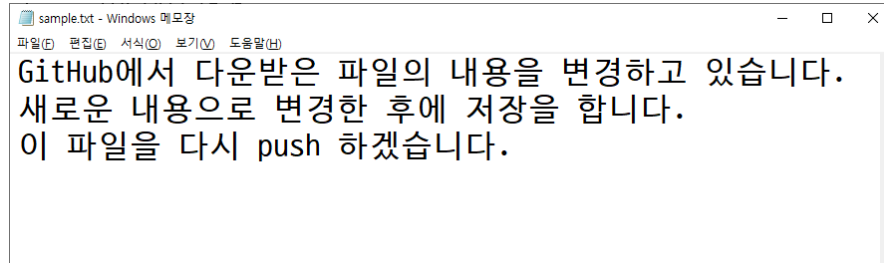 sample.txt - Windows 메모장
파일(F) 편집(E) 서식(O) 보기(V) 도움말(H)
GitHub에서 다운받은 파일의 내용을 변경하고 있습니다.
새로운 내용으로 변경한 후에 저장을 합니다.
이 파일을 다시 push 하겠습니다.